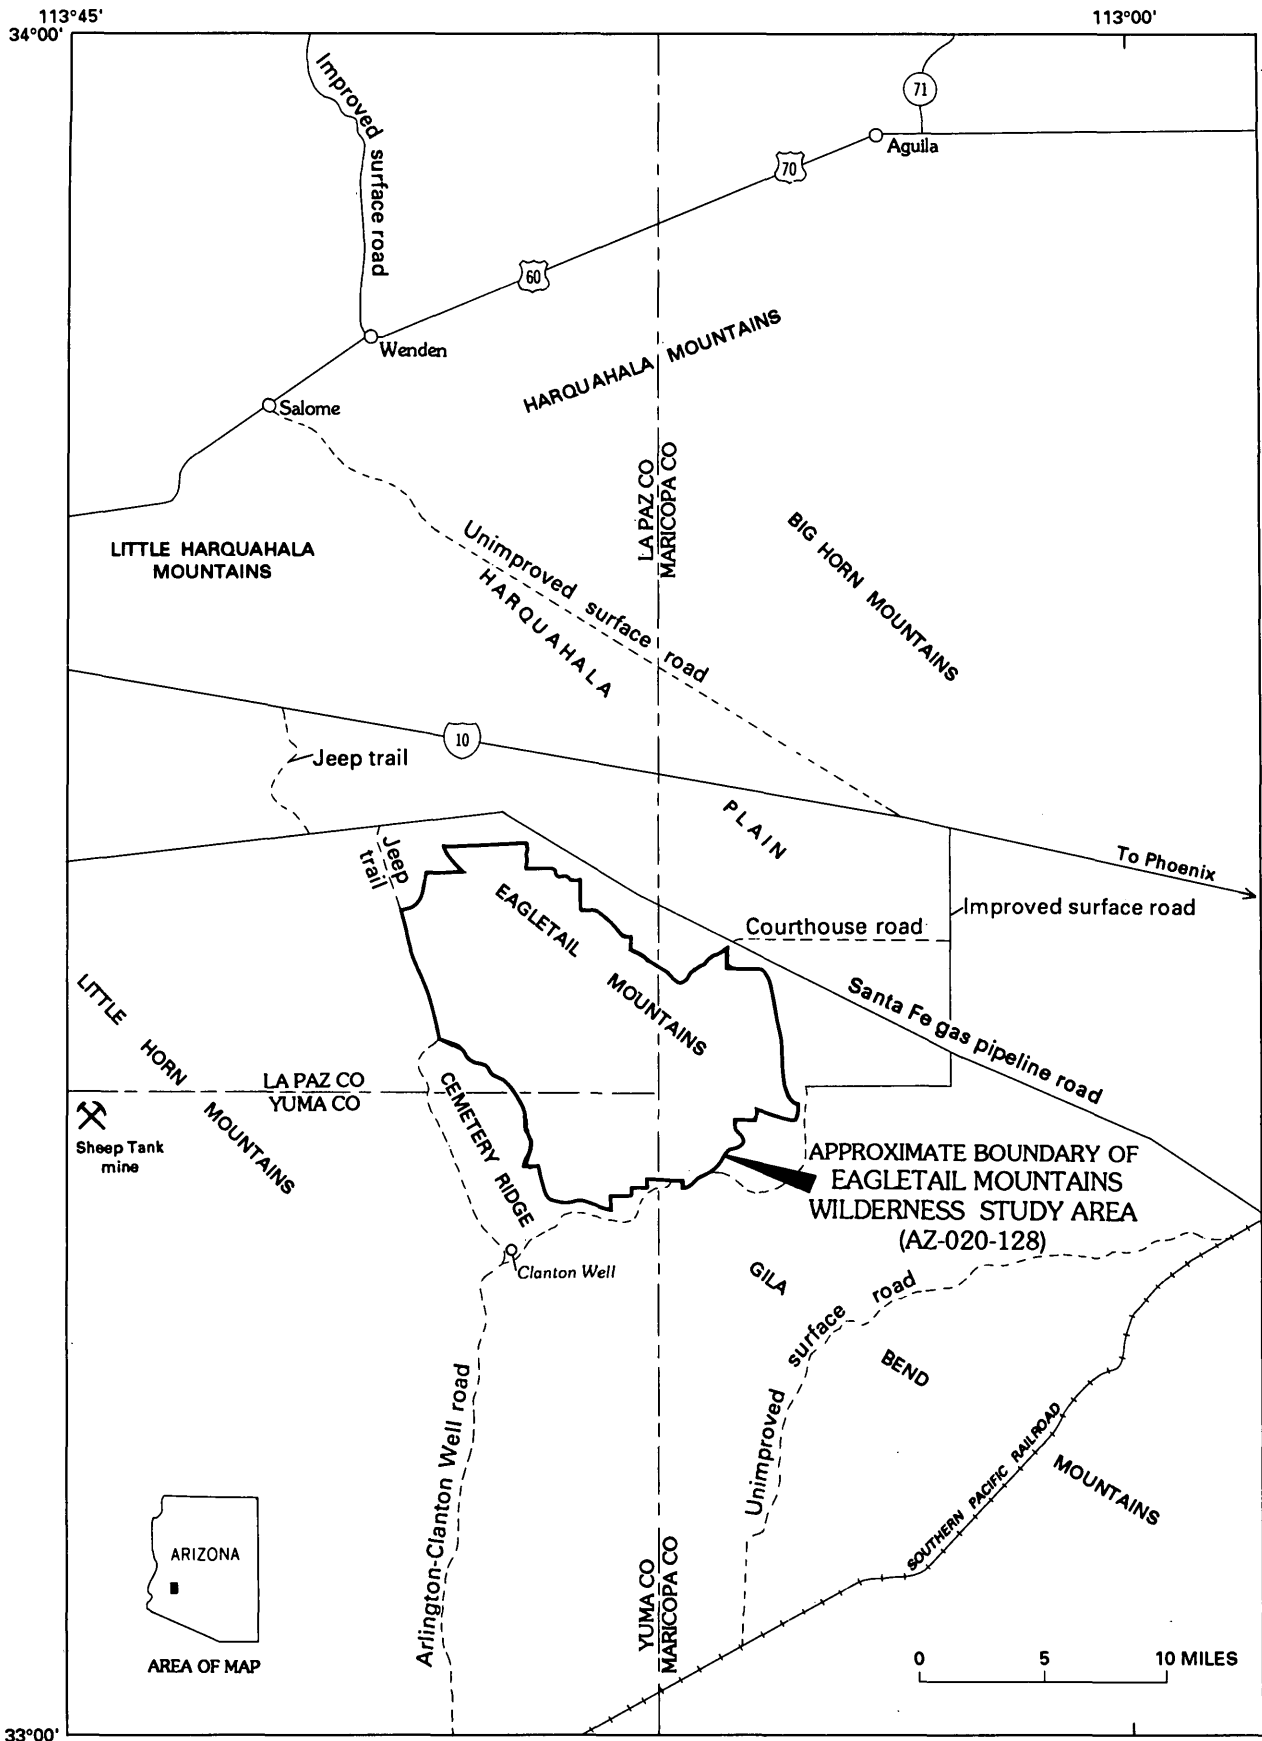 113°45'
113°00'
34°00'
Improved surface road
71
Aguila
70
60
Wenden
HARQUAHALA MOUNTAINS
Salome
LA PAZ CO
MARICOPA CO
BIG HORN MOUNTAINS
LITTLE HARQUAHALA
MOUNTAINS
Unimproved surface road
HARQUAHALA
10
Jeep trail
PLAIN
Jeep
trail
To Phoenix
EAGLETAIL
MOUNTAINS
Improved surface road
Courthouse road
LITTLE HORN MOUNTAINS
Santa Fe gas pipeline road
LA PAZ CO
YUMA CO
CEMETERY RIDGE
Sheep Tank
mine
APPROXIMATE BOUNDARY OF
EAGLETAIL MOUNTAINS
WILDERNESS STUDY AREA
(AZ-020-128)
Clanton Well
GILA
BEND
MOUNTAINS
Unimproved surface road
Arlington-Clanton Well road
SOUTHERN PACIFIC RAILROAD
ARIZONA
AREA OF MAP
YUMA CO
MARICOPA CO
0 5 10 MILES
33°00'